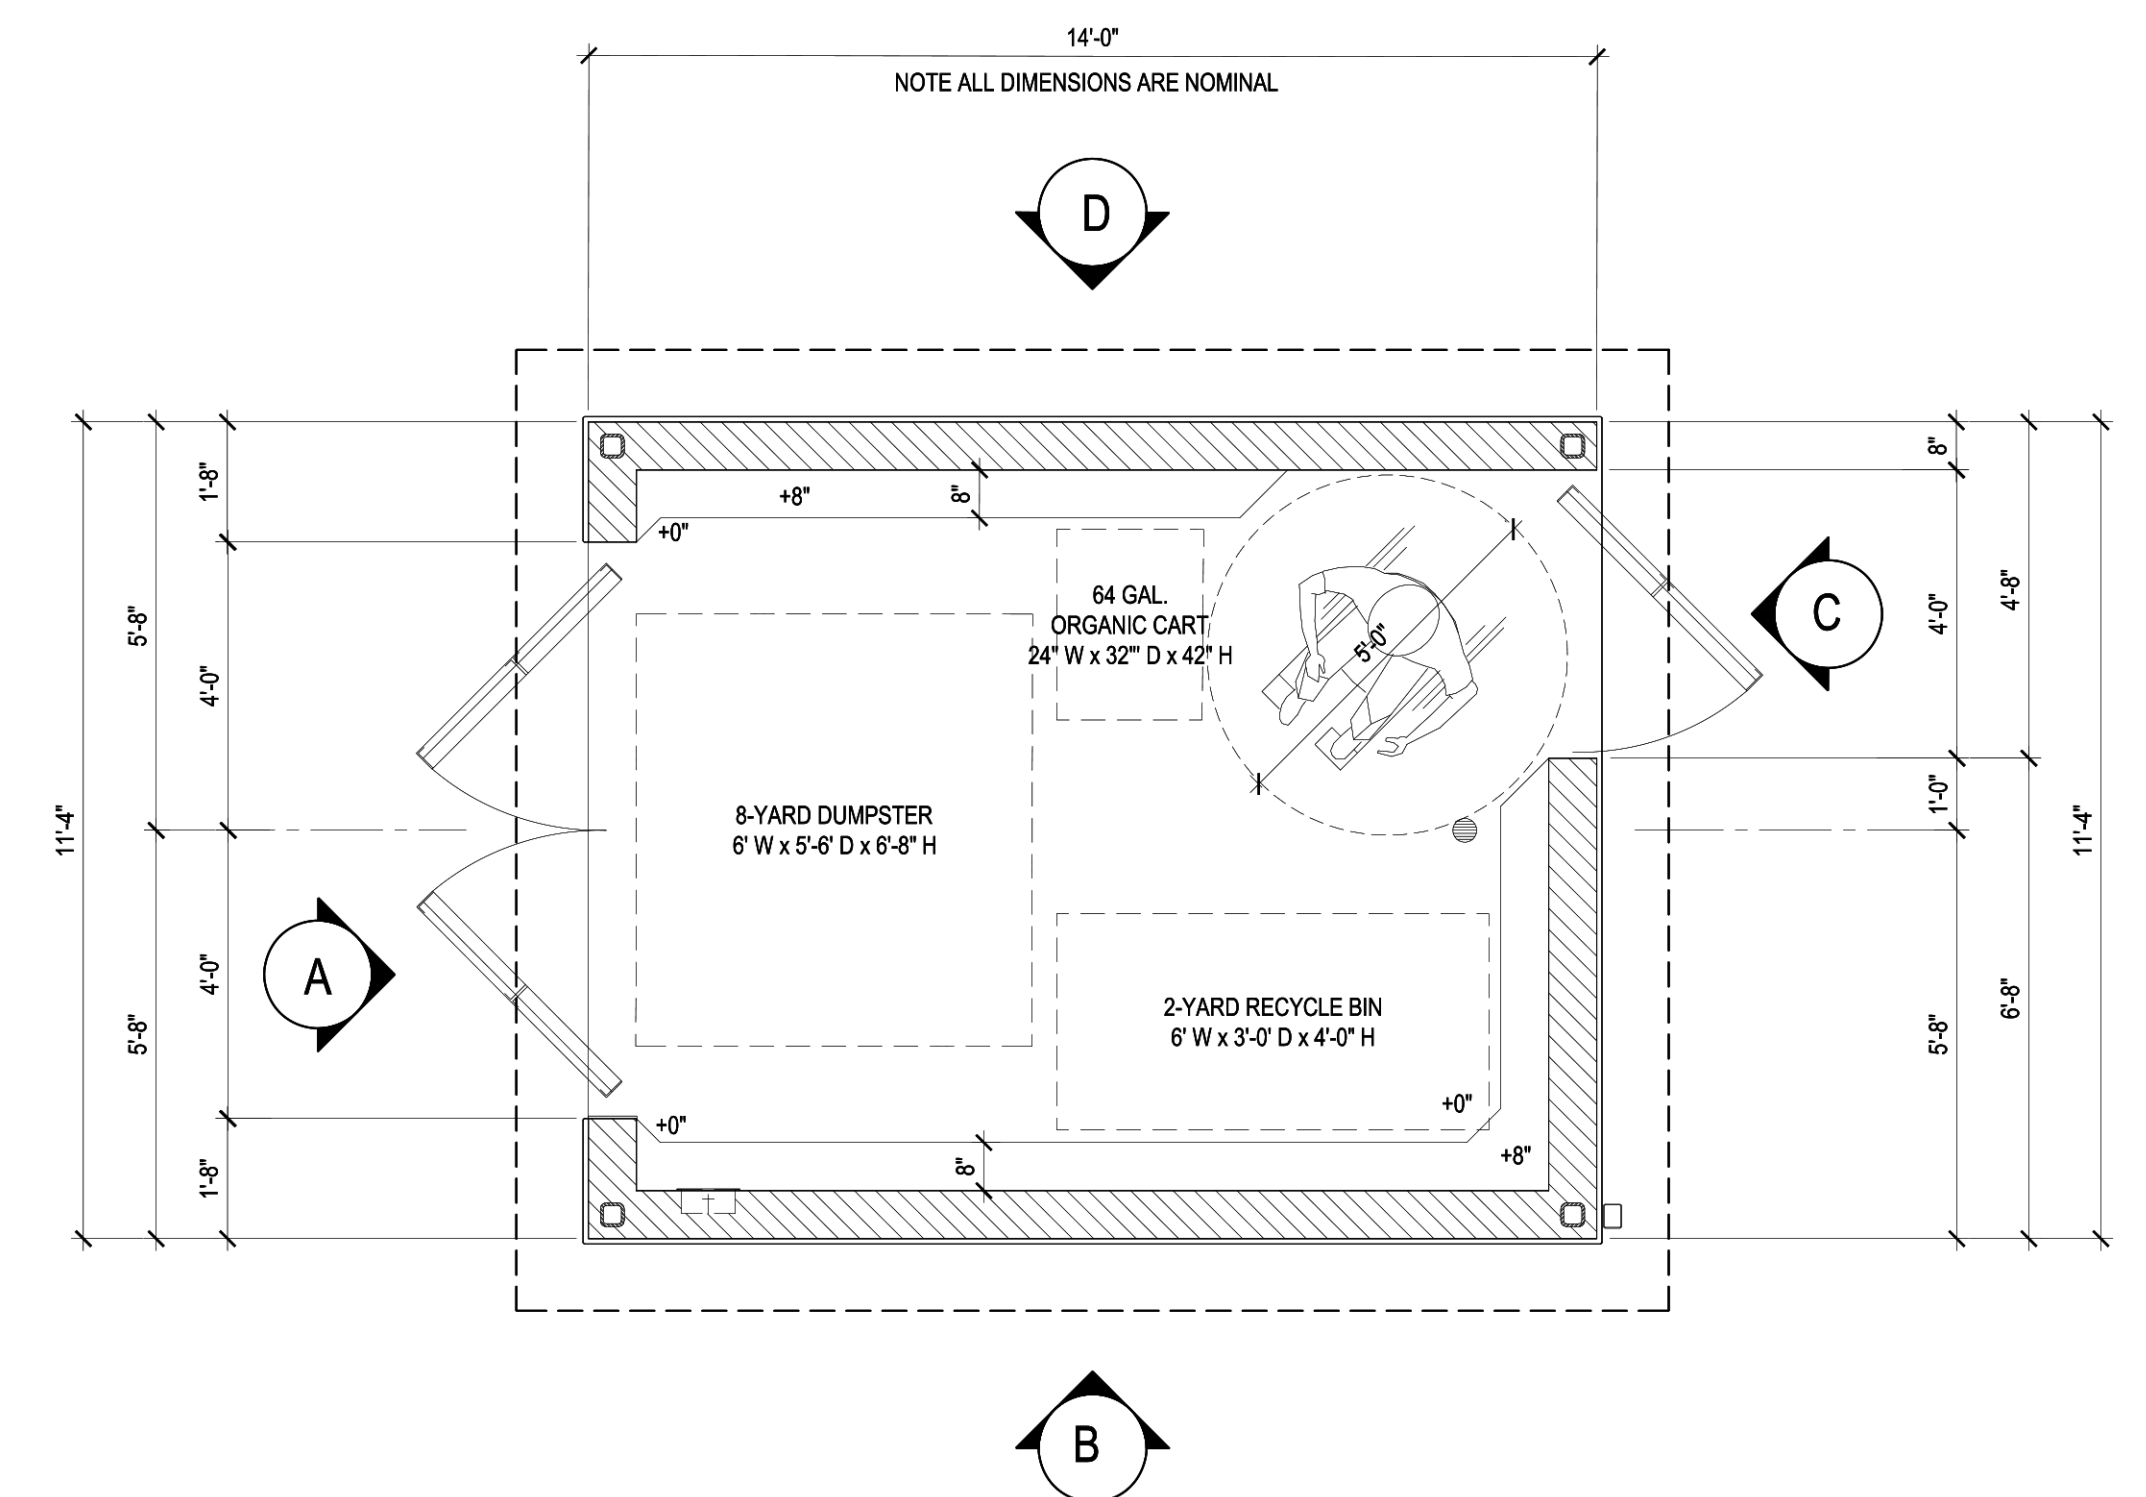 14'-0"
NOTE ALL DIMENSIONS ARE NOMINAL
D
8"
1'-8"
+8"
8"
+0"
5'-8"
4'-0"
64 GAL.
ORGANIC CART
24" W x 32'" D x 42" H
5'-0"
4'-0"
4'-8"
C
11'-4"
8-YARD DUMPSTER
6' W x 5'-6' D x 6'-8" H
1'-0"
11'-4"
A
4'-0"
5'-8"
2-YARD RECYCLE BIN
6' W x 3'-0' D x 4'-0" H
5'-8"
6'-8"
+0"
+0"
1'-8"
8"
+8"
B